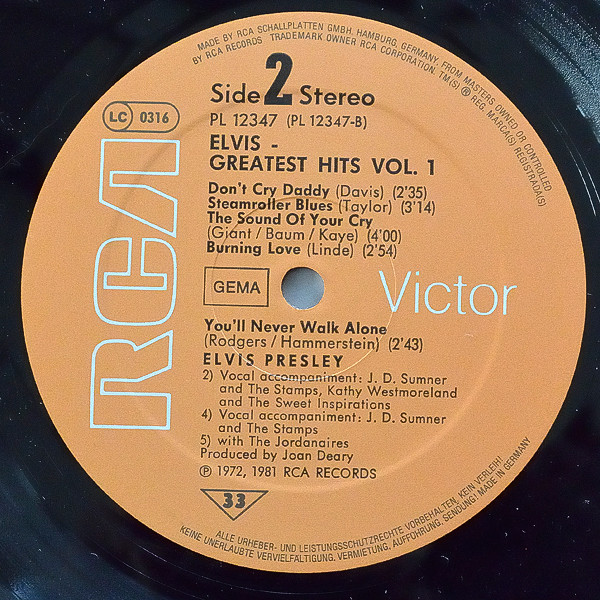 MADE BY RCA SCHALLPLATTEN GMBH, HAMBURG, GERMANY, FROM MASTERS OWNED OR CONTROLLED
BY RCA RECORDS TRADEMARK OWNER RCA CORPORATION, TM(S) ® REG. MARCA(S) REGISTRADA(S)
Side 2 Stereo
LC 0316
PL 12347 (PL 12347-B)
ELVIS -
GREATEST HITS VOL. 1
Don't Cry Daddy (Davis) (2'35)
Steamroller Blues (Taylor) (3'14)
The Sound Of Your Cry
(Giant / Baum / Kaye) (4'00)
Burning Love (Linde) (2'54)
RCA
GEMA
Victor
You'll Never Walk Alone
(Rodgers / Hammerstein) (2'43)
ELVIS PRESLEY
2) Vocal accompaniment: J. D. Sumner
and The Stamps, Kathy Westmoreland
and The Sweet Inspirations
4) Vocal accompaniment: J. D. Sumner
and The Stamps
5) with The Jordanaires
Produced by Joan Deary
℗ 1972, 1981 RCA RECORDS
33
ALLE URHEBER- UND LEISTUNGSSCHUTZRECHTE VORBEHALTEN, KEIN VERLEIH!
KEINE UNERLAUBTE VERVIELFÄLTIGUNG, VERMIETUNG, AUFFÜHRUNG, SENDUNG! MADE IN GERMANY